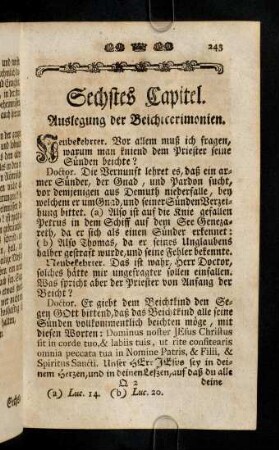 243
Sechstes Capitel.
Auslegung der Beichtcerimonien.
Neubekehrter. Vor allem muß ich fragen,
warum man kniend dem Priester seine
Sünden beichte?
Doctor. Die Vernunft lehret es, daß ein ar-
mer Sünder, der Gnad, und Pardon sucht,
vor demjenigen aus Demuth niederfalle, bey
welchem er um Gnad, und seiner Sünden Verzei-
hung bittet. (a) Also ist auf die Knie gefallen
Petrus in dem Schiff auf dem See Geneza-
reth, da er sich als einen Sünder erkennet:
(b) Also Thomas, da er seines Unglaubens
halber gestraft wurde, und seine Fehler bekennte.
Neubekehrter. Das ist wahr, Herr Doctor,
solches hätte mir ungefragter sollen einfallen.
Was spricht aber der Priester von Anfang der
Beicht?
Doctor. Er giebt dem Beichtkind den Se-
gen GOtt bittend, daß das Beichtkind alle seine
Sünden vollkommentlich beichten möge, mit
diesen Worten: Dominus noster JEsus Christus
sit in corde tuo, & labiis tuis, ut rite confitearis
omnia peccata tua in Nomine Patris, & Filii, &
Spiritus Sancti. Unser HErr JEsus sey in dei-
nem Herzen, und in deinen Lefzen, auf daß du alle
Q 2 deine
(a) Luc. 14. (b) Luc. 20.